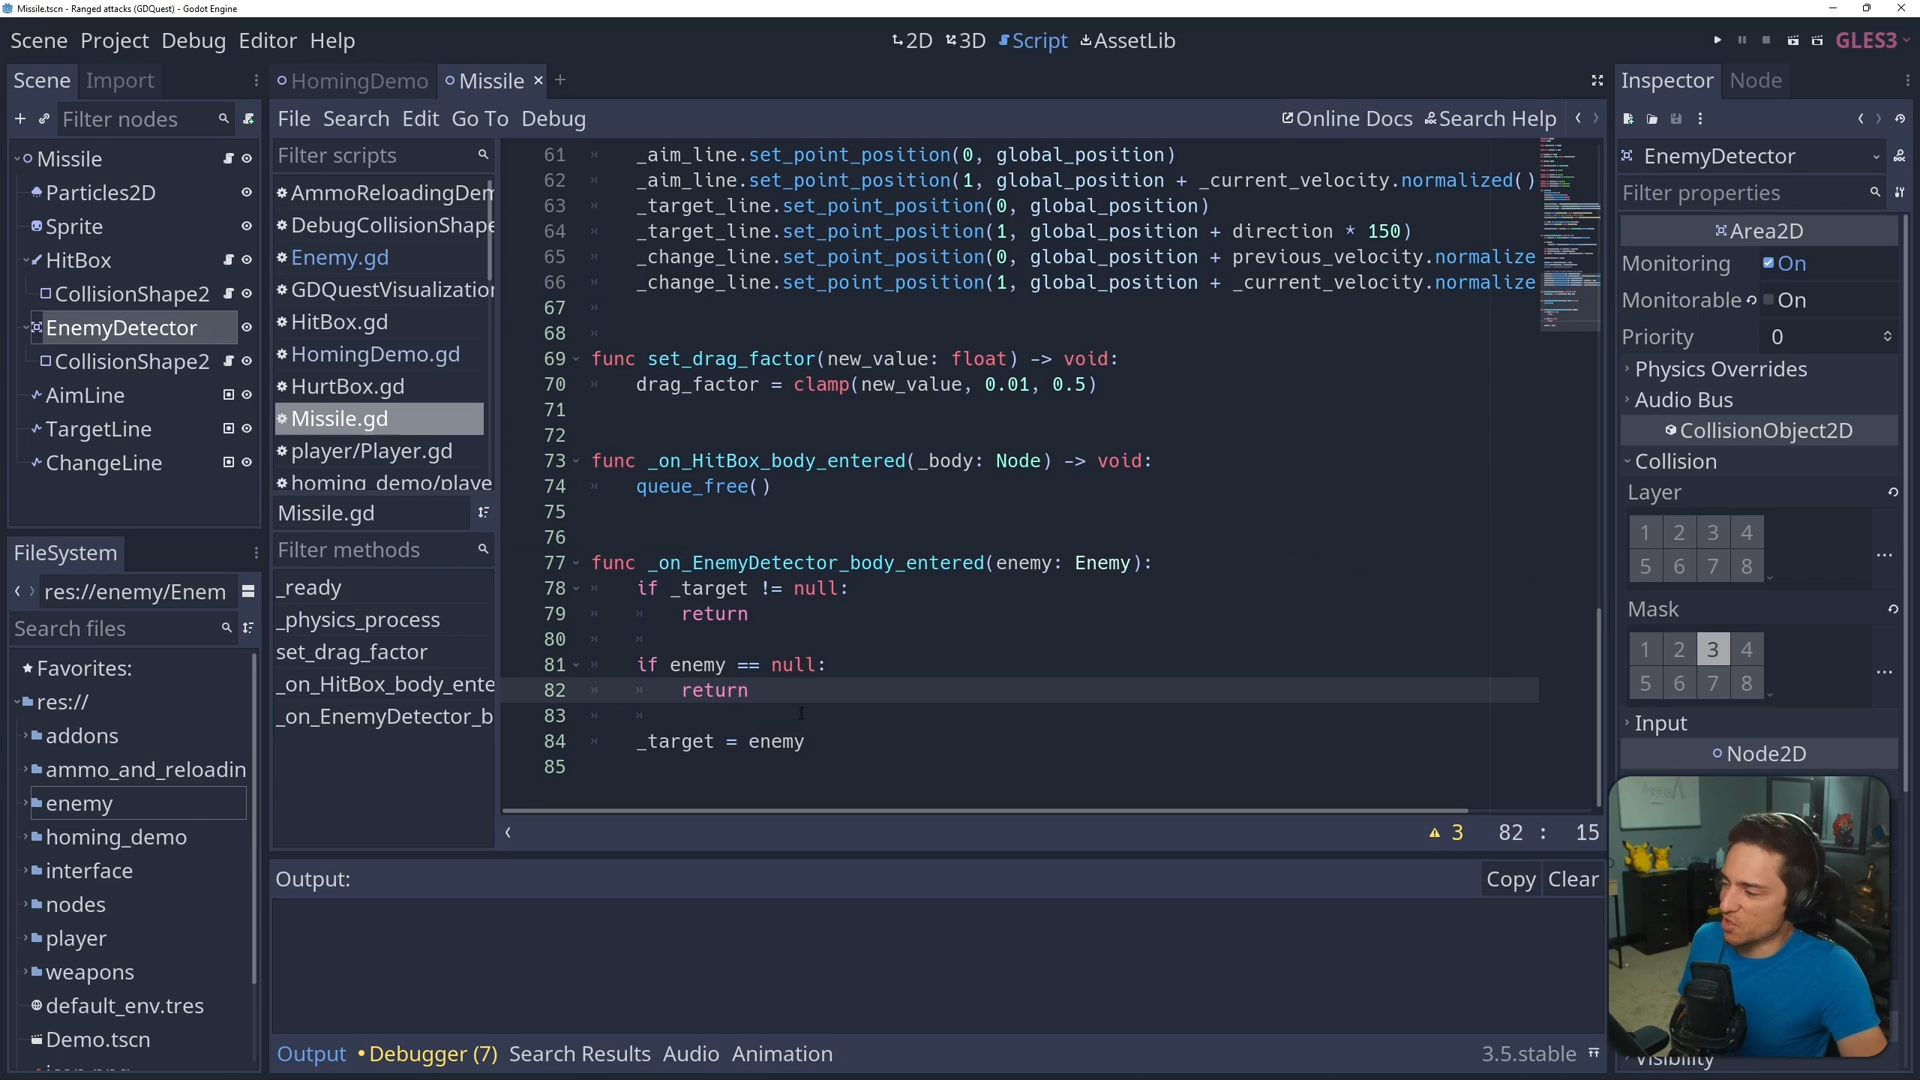 Missile.tscn - Ranged attacks (GDQuest) - Godot Engine
Scene Project Debug Editor Help
2D 3D Script AssetLib
GLES3
Scene Import
HomingDemo Missile
Inspector Node
Filter nodes
File Search Edit Go To Debug
Online Docs Search Help
Missile
Particles2D
Sprite
HitBox
CollisionShape2
EnemyDetector
CollisionShape2
AimLine
TargetLine
ChangeLine
FileSystem
res://enemy/Enem
Search files
Favorites:
res://
addons
ammo_and_reloadin
enemy
homing_demo
interface
nodes
player
weapons
default_env.tres
Demo.tscn
Filter scripts
AmmoReloadingDem
DebugCollisionShape
Enemy.gd
GDQuestVisualization
HitBox.gd
HomingDemo.gd
HurtBox.gd
Missile.gd
player/Player.gd
homing_demo/playe
Missile.gd
Filter methods
_ready
_physics_process
set_drag_factor
_on_HitBox_body_ente
_on_EnemyDetector_b
61 _aim_line.set_point_position(0, global_position)
62 _aim_line.set_point_position(1, global_position + _current_velocity.normalized()
63 _target_line.set_point_position(0, global_position)
64 _target_line.set_point_position(1, global_position + direction * 150)
65 _change_line.set_point_position(0, global_position + previous_velocity.normalize
66 _change_line.set_point_position(1, global_position + _current_velocity.normalize
67
68
69 func set_drag_factor(new_value: float) -> void:
70 drag_factor = clamp(new_value, 0.01, 0.5)
71
72
73 func _on_HitBox_body_entered(_body: Node) -> void:
74 queue_free()
75
76
77 func _on_EnemyDetector_body_entered(enemy: Enemy):
78 if _target != null:
79 return
80
81 if enemy == null:
82 return
83
84 _target = enemy
85
3 82 : 15
Output:
Copy Clear
Output Debugger (7) Search Results Audio Animation
3.5.stable
EnemyDetector
Filter properties
Area2D
Monitoring On
Monitorable On
Priority 0
Physics Overrides
Audio Bus
CollisionObject2D
Collision
Layer
1 2 3 4
5 6 7 8
Mask
1 2 3 4
5 6 7 8
Input
Node2D
Visibility